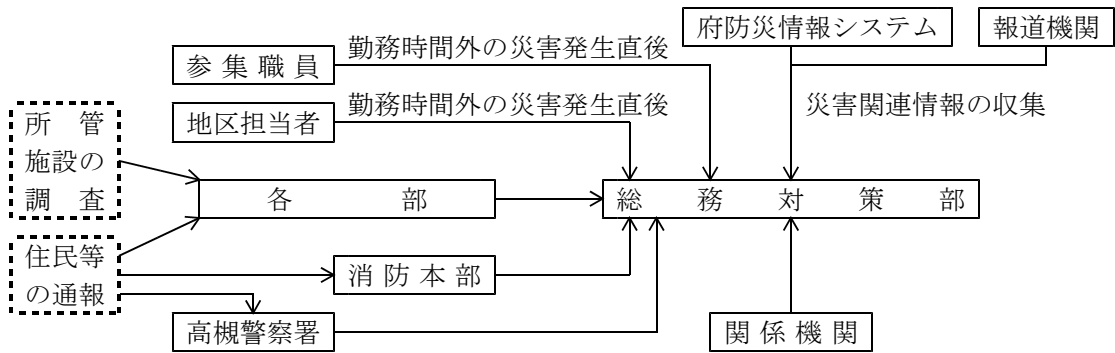 府防災情報システム
報道機関
参集職員
勤務時間外の災害発生直後
地区担当者
勤務時間外の災害発生直後
災害関連情報の収集
所管
施設の
調査
各部
総務対策部
住民等
の通報
消防本部
高槻警察署
関係機関